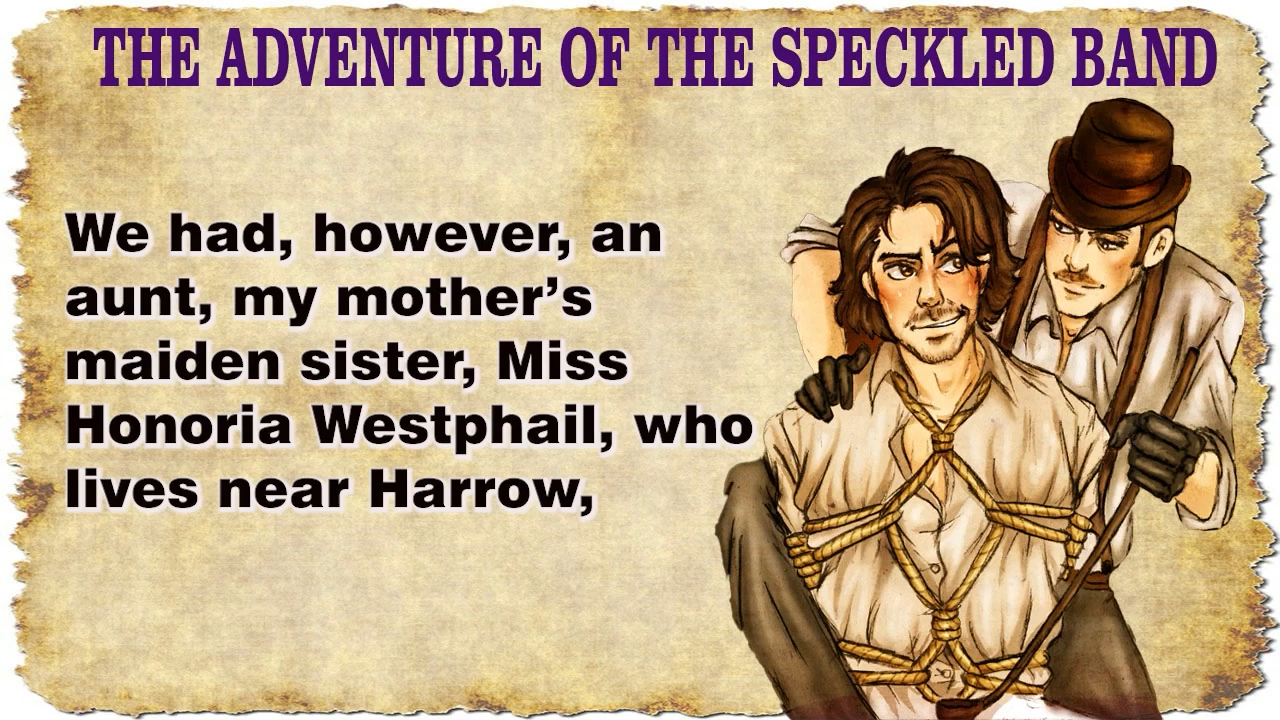 THE ADVENTURE OF THE SPECKLED BAND
We had, however, an
aunt, my mother’s
maiden sister, Miss
Honoria Westphail, who
lives near Harrow,